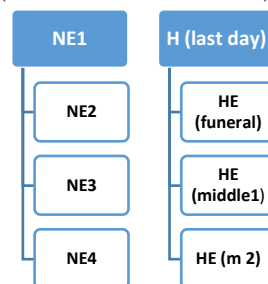 NE1
NE2
NE3
NE4
H (last day)
HE
(funeral)
HE
(middle1)
HE (m 2)